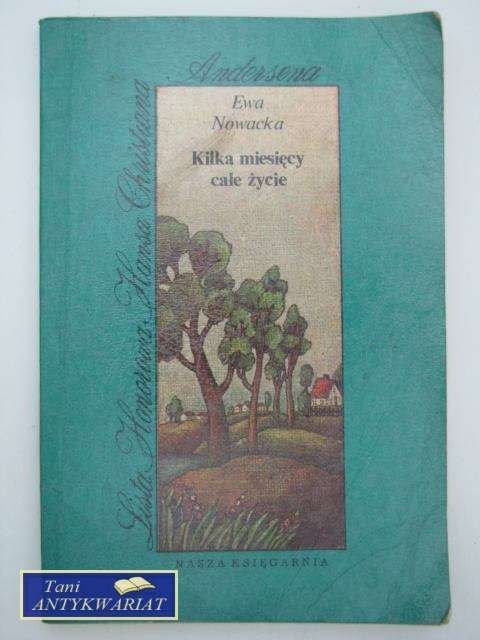 Lista Honorowa Hansa Christiana
Andersena
Ewa
Nowacka
Kilka miesięcy
całe życie
NASZA KSIĘGARNIA
Tani
ANTYKWARIAT